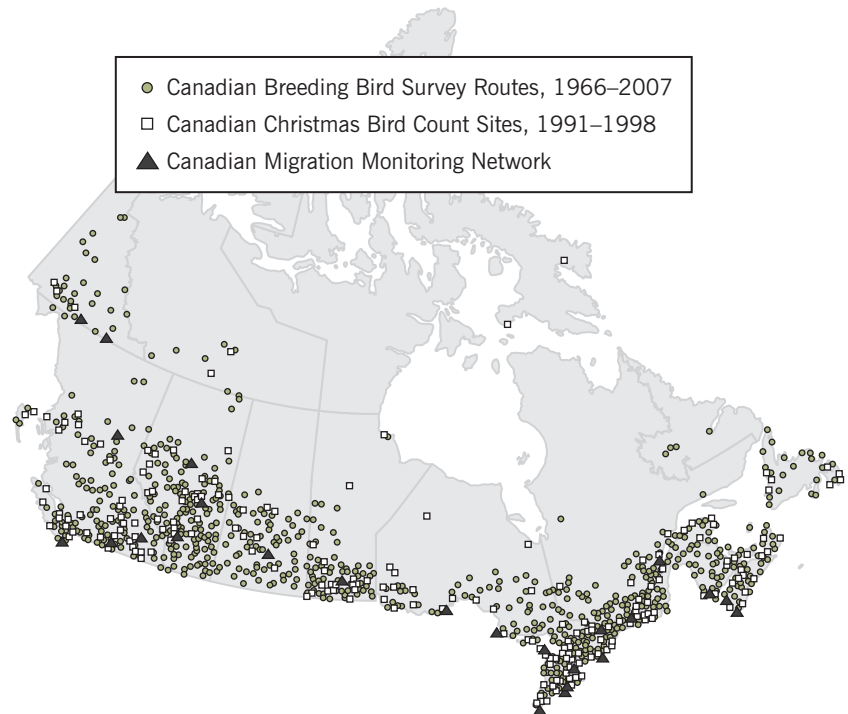 Canadian Breeding Bird Survey Routes, 1966–2007
Canadian Christmas Bird Count Sites, 1991–1998
Canadian Migration Monitoring Network